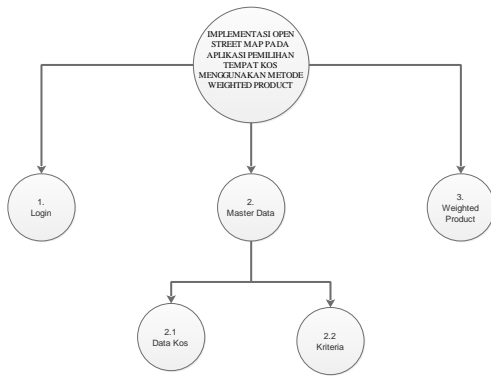 IMPLEMENTASI OPEN
STREET MAP PADA
APLIKASI PEMILIHAN
TEMPAT KOS
MENGGUNAKAN METODE
WEIGHTED PRODUCT
1.
Login
2.
Master Data
3.
Weighted
Product
2.1
Data Kos
2.2
Kriteria